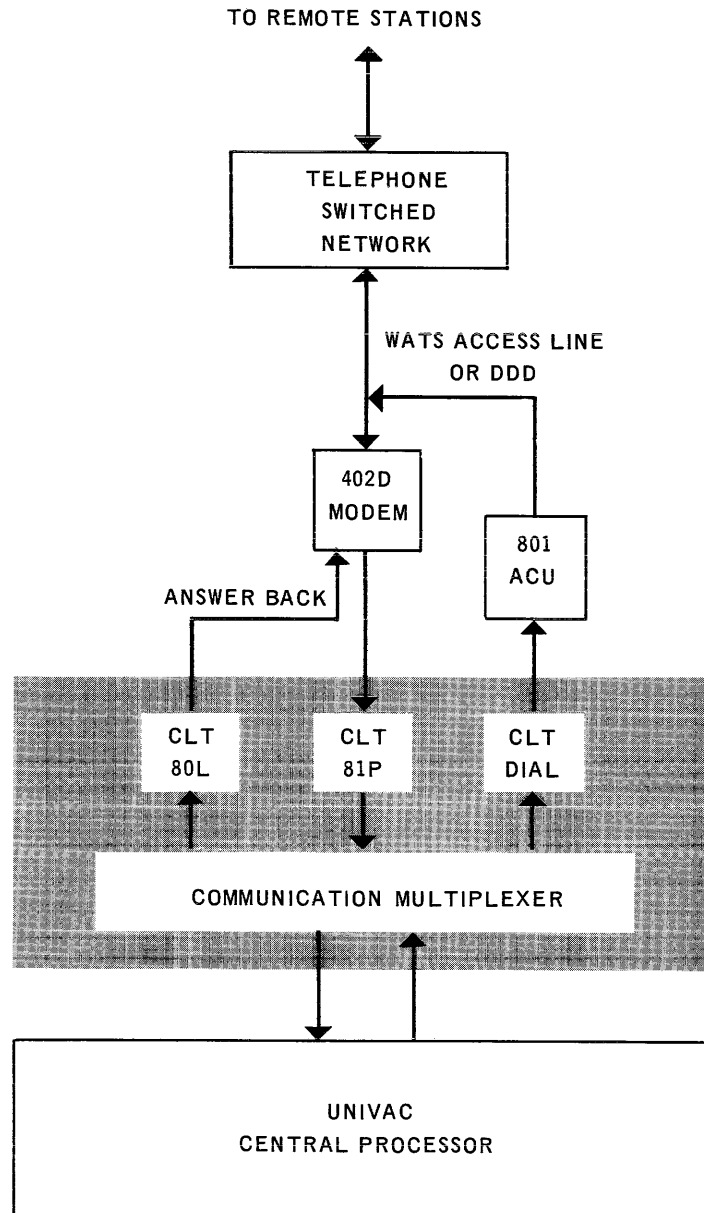 TO REMOTE STATIONS
TELEPHONE
SWITCHED
NETWORK
WATS ACCESS LINE
OR DDD
402D
MODEM
801
ACU
ANSWER BACK
CLT
80L
CLT
81P
CLT
DIAL
COMMUNICATION MULTIPLEXER
UNIVAC
CENTRAL PROCESSOR